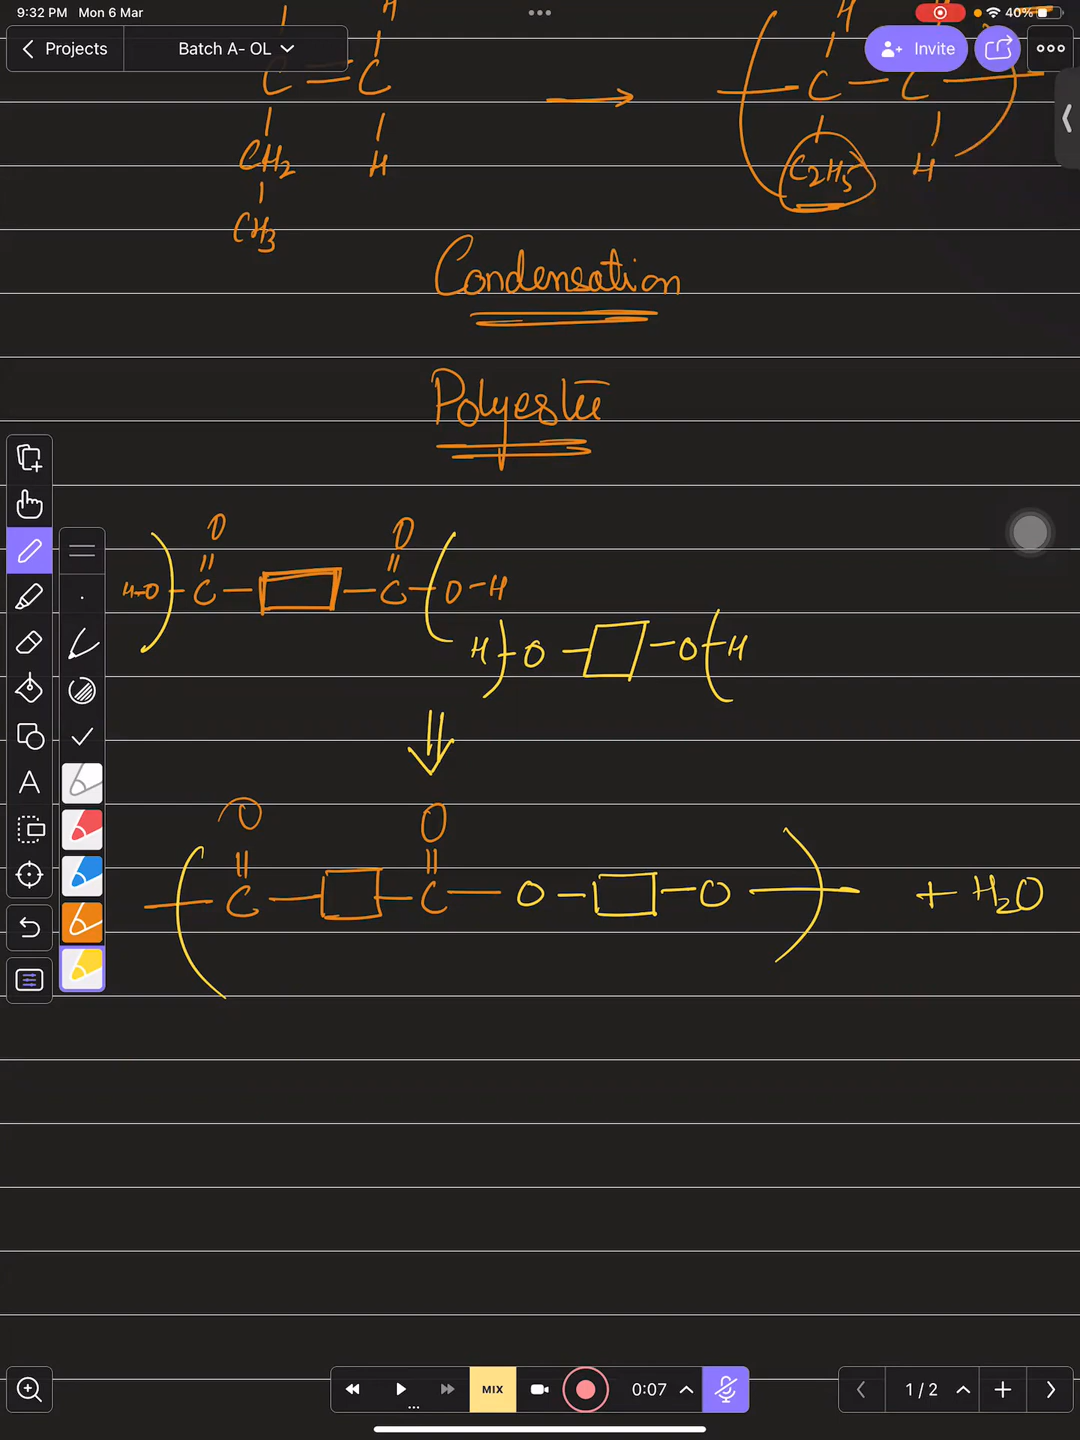 9:32 PM Mon 6 Mar
40%
Projects
Batch A- OL
Invite
H H
C = C
C - C
CH2 H
C2H5 H
CH3
Condensation
Polyester
O O
H-O - C - - C - O - H
H - O - - O - H
O O
C - - C - O - - O + H2O
A
MIX
0:07
1 / 2